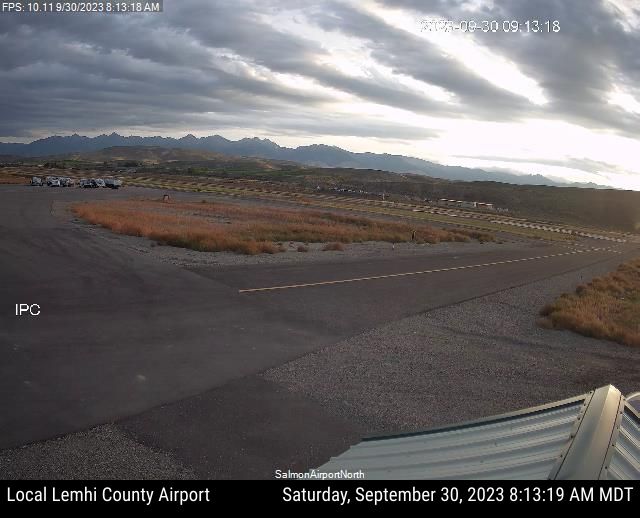 FPS: 10.11 9/30/2023 8:13:18 AM
2023-09-30 09:13:18
IPC
SalmonAirportNorth
Local Lemhi County Airport Saturday, September 30, 2023 8:13:19 AM MDT